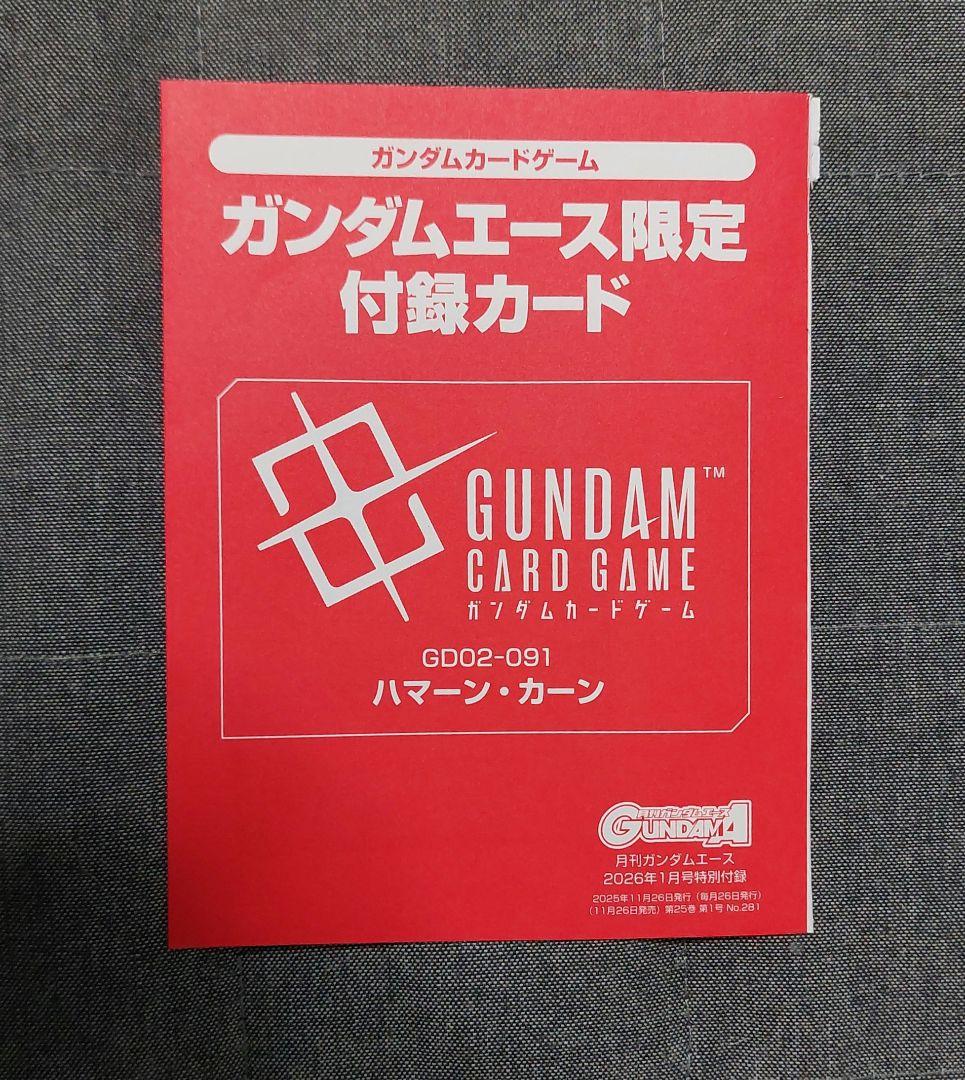 ガンダムカードゲーム
ガンダムエース限定
付録カード
GUNDAM™
CARD GAME
ガンダムカードゲーム
GD02-091
ハマーン・カーン
月刊ガンダムエース
GUNDAM A
月刊ガンダムエース
2026年1月号特別付録
2025年11月26日発行（毎月26日発行）
（11月26日発売）第25巻 第1号 No.281